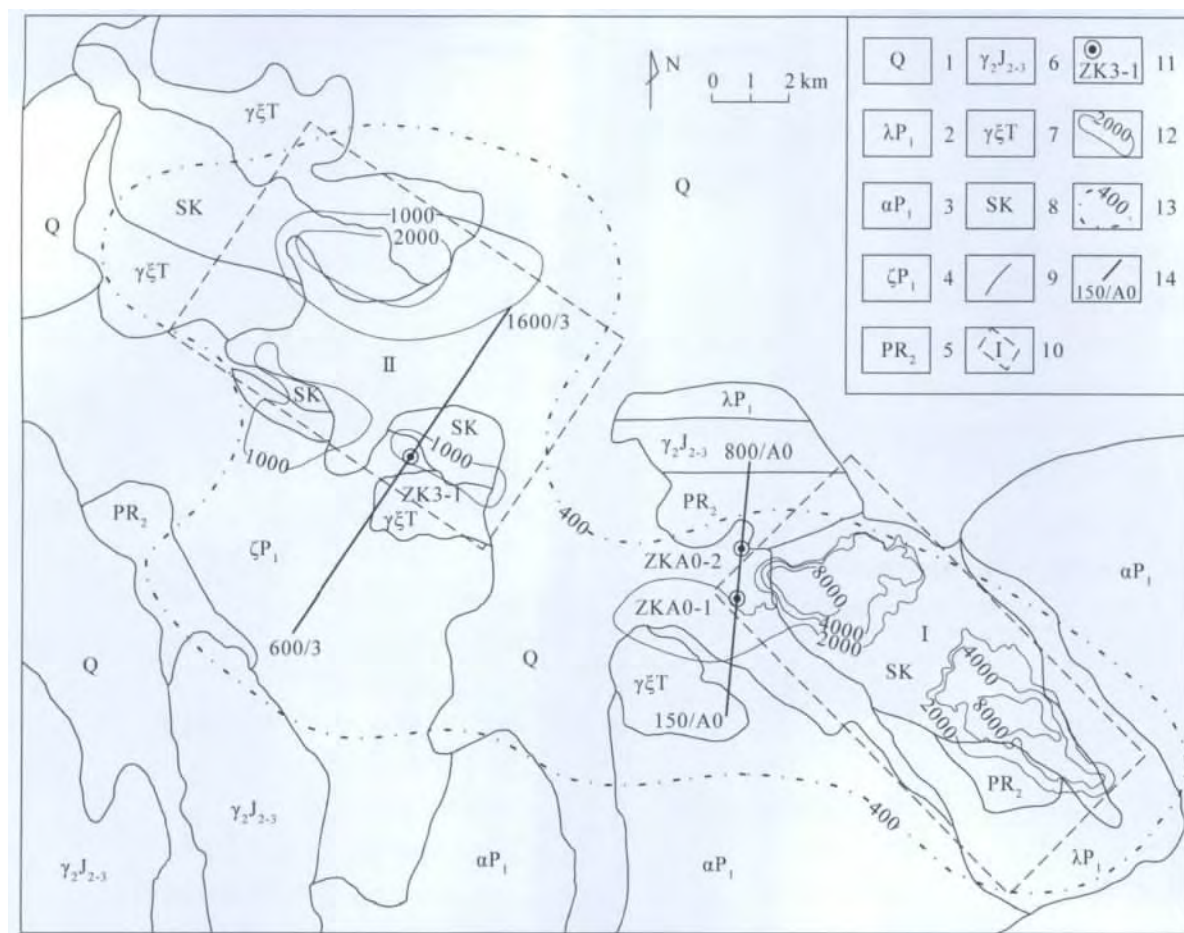 N
0 1 2 km
γξT
Q
SK
Q
1000
2000
γξT
1600/3
Ⅱ
SK
SK
1000
1000
ZK3-1
γξT
PR₂
ζP₁
400
λP₁
γ₂J₂₋₃
800/A0
PR₂
ZKA0-2
ZKA0-1
8000
4000
2000
αP₁
I
SK
4000
8000
2000
600/3
Q
Q
γξT
150/A0
PR₂
γ₂J₂₋₃
400
λP₁
γ₂J₂₋₃
αP₁
αP₁
Q 1 γ₂J₂₋₃ 6 ZK3-1 11
λP₁ 2 γξT 7 2000 12
αP₁ 3 SK 8 400 13
ζP₁ 4 9 150/A0 14
PR₂ 5 I 10